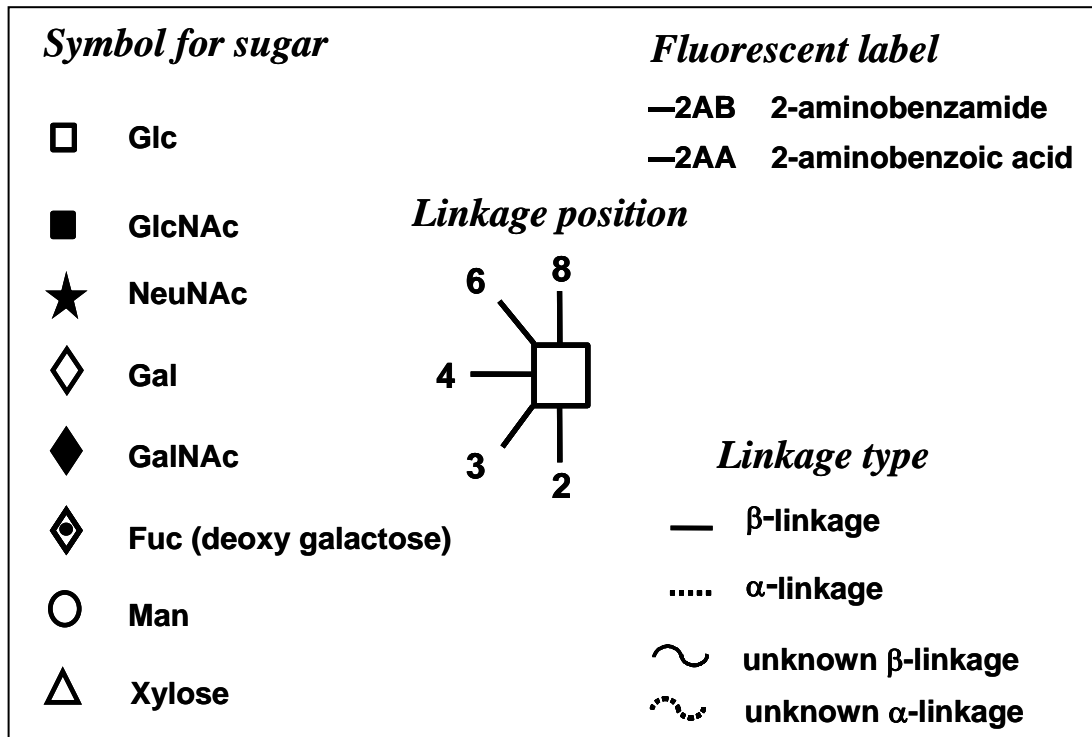 Symbol for sugar
Glc
GlcNAc
NeuNAc
Gal
GalNAc
Fuc (deoxy galactose)
Man
Xylose
Fluorescent label
—2AB 2-aminobenzamide
—2AA 2-aminobenzoic acid
Linkage position
6
8
4
3
2
Linkage type
β-linkage
α-linkage
unknown β-linkage
unknown α-linkage